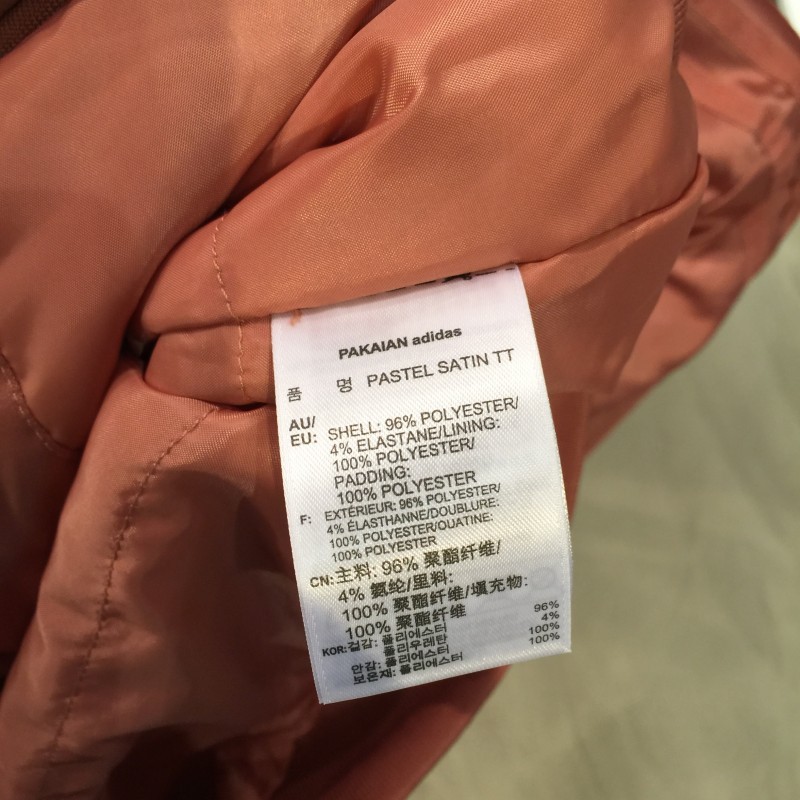 PAKAIAN adidas
품 명 PASTEL SATIN TT
AU/
EU: SHELL: 96% POLYESTER/
4% ELASTANE/LINING:
100% POLYESTER/
PADDING:
100% POLYESTER
F: EXTÉRIEUR: 96% POLYESTER/
4% ÉLASTHANNE/DOUBLURE:
100% POLYESTER/OUATINE:
100% POLYESTER
CN: 主料: 96% 聚酯纤维/
4% 氨纶/里料:
100% 聚酯纤维/填充物:
100% 聚酯纤维
KOR: 겉감: 폴리에스터 96%
폴리우레탄 4%
안감: 폴리에스터 100%
보온재: 폴리에스터 100%